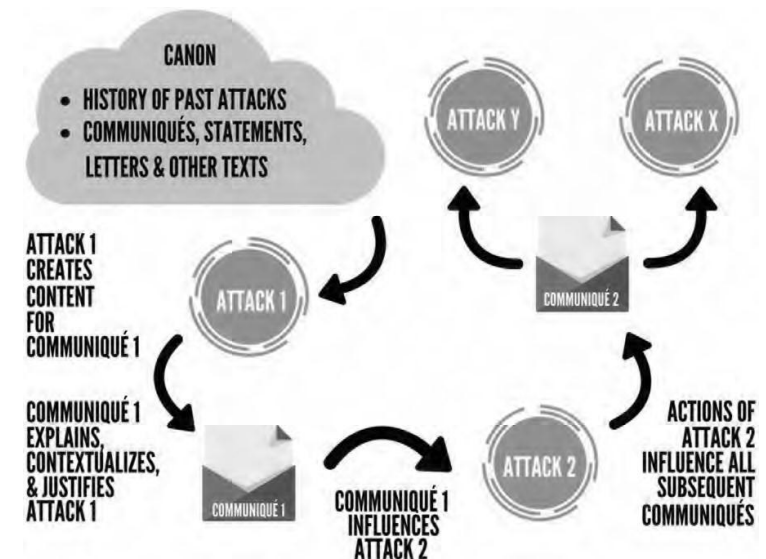 CANON
• HISTORY OF PAST ATTACKS
• COMMUNIQUÉS, STATEMENTS,
LETTERS & OTHER TEXTS
ATTACK Y
ATTACK X
ATTACK 1
CREATES
CONTENT
FOR
COMMUNIQUÉ 1
ATTACK 1
COMMUNIQUÉ 2
COMMUNIQUÉ 1
EXPLAINS,
CONTEXTUALIZES,
& JUSTIFIES
ATTACK 1
COMMUNIQUÉ 1
COMMUNIQUÉ 1
INFLUENCES
ATTACK 2
ATTACK 2
ACTIONS OF
ATTACK 2
INFLUENCE ALL
SUBSEQUENT
COMMUNIQUÉS